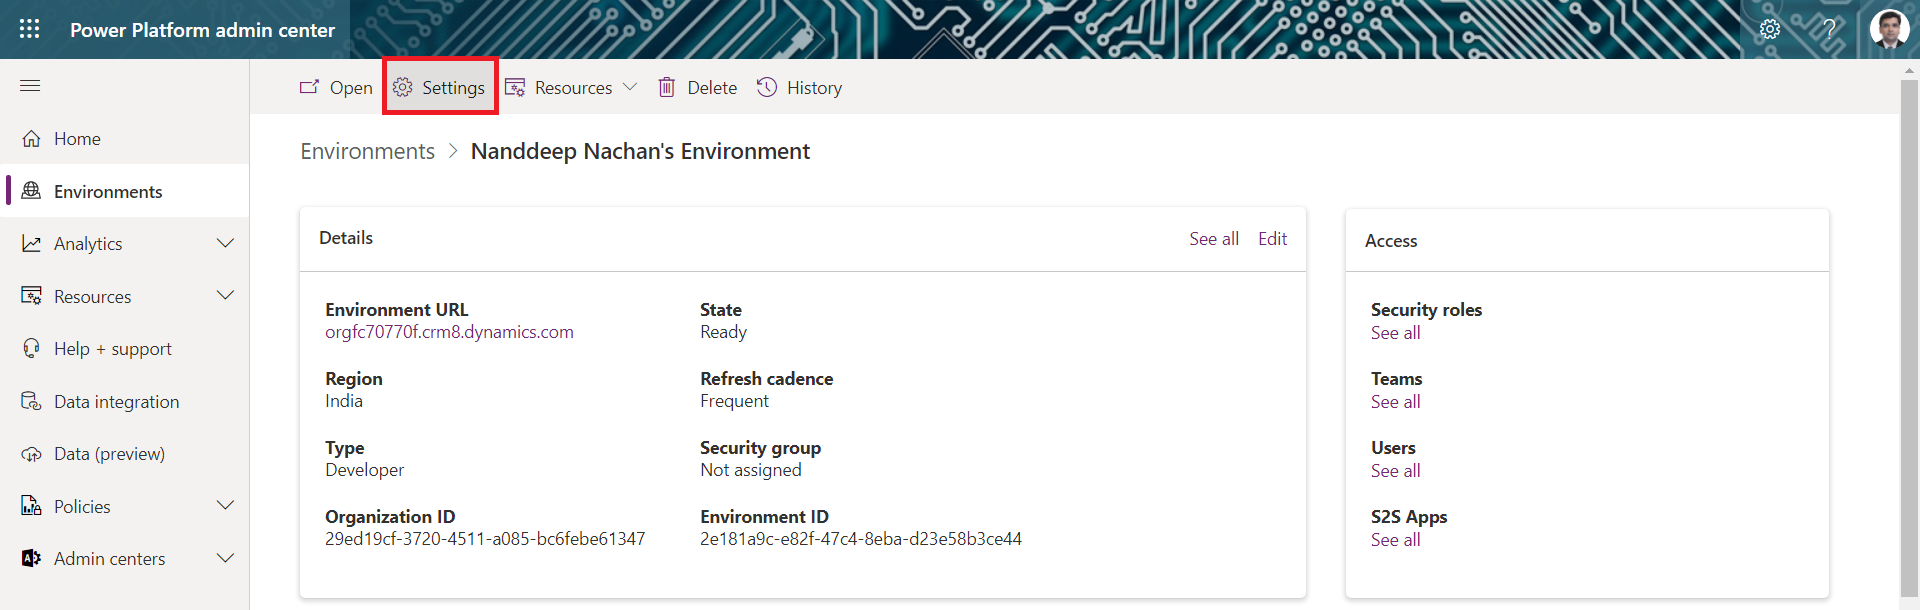 Power Platform admin center
?
Open Settings Resources Delete History
Home
Environments
Analytics
Resources
Help + support
Data integration
Data (preview)
Policies
Admin centers
Environments > Nanddeep Nachan's Environment
Details See all Edit
Environment URL
orgfc70770f.crm8.dynamics.com
State
Ready
Region
India
Refresh cadence
Frequent
Type
Developer
Security group
Not assigned
Organization ID
29ed19cf-3720-4511-a085-bc6febe61347
Environment ID
2e181a9c-e82f-47c4-8eba-d23e58b3ce44
Access
Security roles
See all
Teams
See all
Users
See all
S2S Apps
See all